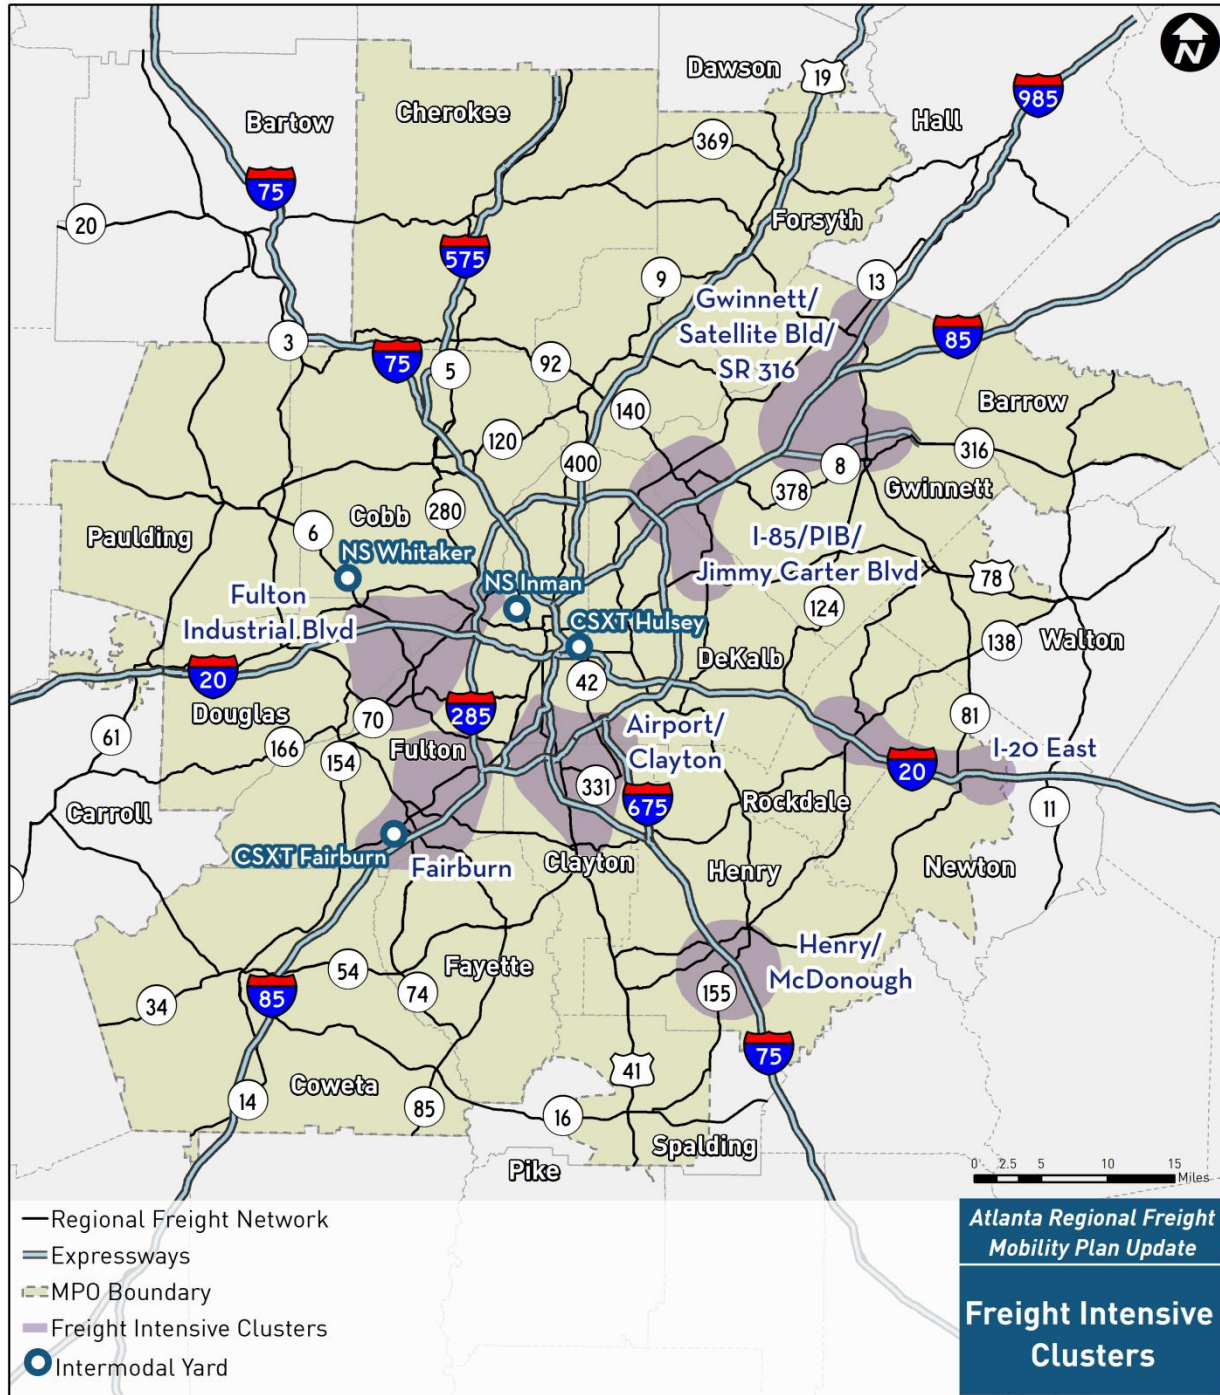 N
Dawson
19
985
Hall
Cherokee
Bartow
369
75
20
Forsyth
575
9
13
Gwinnett/
Satellite Bld/
SR 316
85
3
75
5
92
Barrow
140
120
400
316
8
378
Gwinnett
280
Cobb
6
Paulding
NS Whitaker
I-85/PIB/
Jimmy Carter Blvd
78
NS Inman
Fulton
Industrial Blvd
124
CSXT Hulsey
138
Walton
DeKalb
20
42
Douglas
70
285
81
61
166
Fulton
154
Airport/
Clayton
I-20 East
20
331
675
Rockdale
11
Carroll
CSXT Fairburn
Fairburn
Clayton
Henry
Newton
Henry/
McDonough
54
Fayette
85
74
155
34
75
41
Coweta
14
85
16
Spalding
Pike
0 2.5 5 10 15
Miles
Regional Freight Network
Expressways
MPO Boundary
Freight Intensive Clusters
Intermodal Yard
Atlanta Regional Freight
Mobility Plan Update
Freight Intensive
Clusters